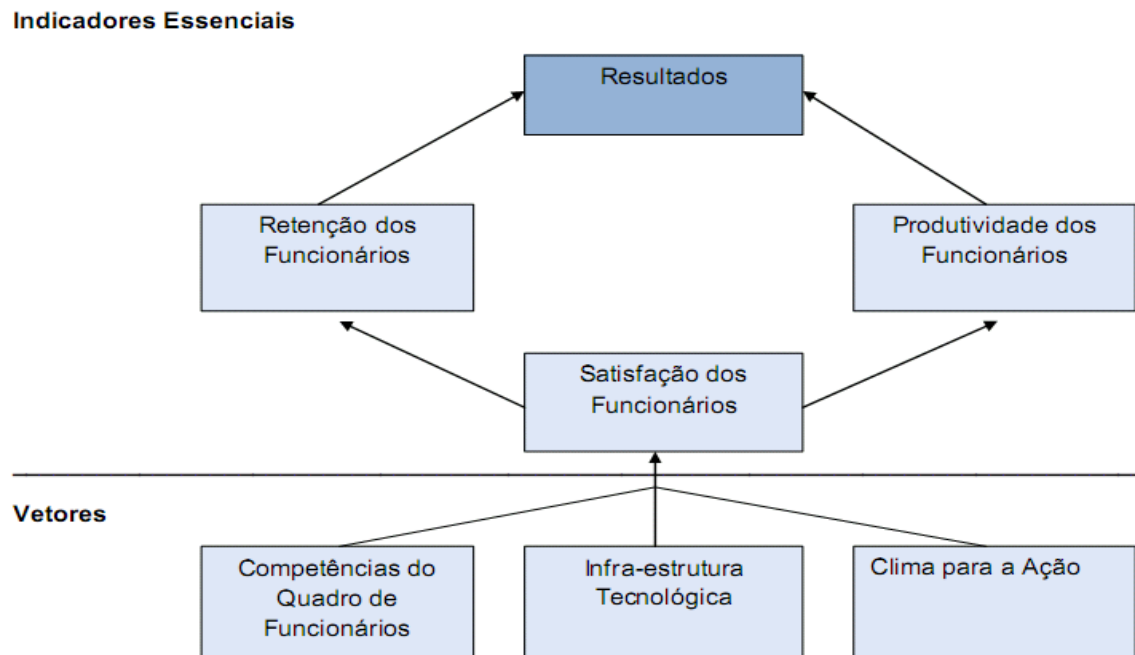 Indicadores Essenciais
Resultados
Retenção dos
Funcionários
Produtividade dos
Funcionários
Satisfação dos
Funcionários
Vetores
Competências do
Quadro de
Funcionários
Infra-estrutura
Tecnológica
Clima para a Ação